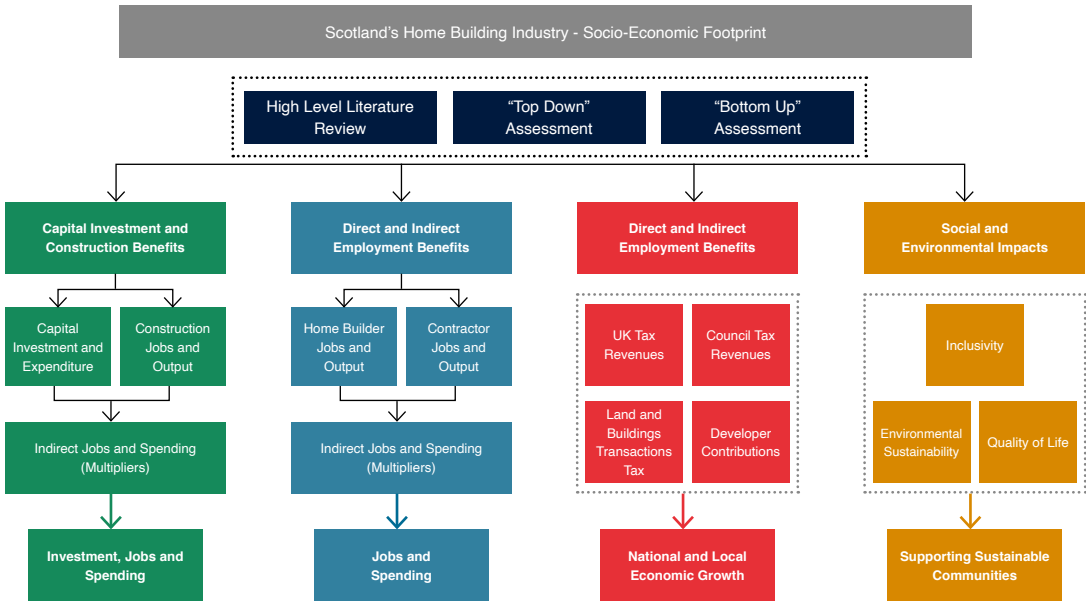 Scotland's Home Building Industry - Socio-Economic Footprint
High Level Literature
Review
“Top Down”
Assessment
“Bottom Up”
Assessment
Capital Investment and
Construction Benefits
Direct and Indirect
Employment Benefits
Direct and Indirect
Employment Benefits
Social and
Environmental Impacts
Capital
Investment and
Expenditure
Construction
Jobs and
Output
Home Builder
Jobs and
Output
Contractor
Jobs and
Output
UK Tax
Revenues
Council Tax
Revenues
Inclusivity
Indirect Jobs and Spending
(Multipliers)
Indirect Jobs and Spending
(Multipliers)
Land and
Buildings
Transactions
Tax
Developer
Contributions
Environmental
Sustainability
Quality of Life
Investment, Jobs and
Spending
Jobs and
Spending
National and Local
Economic Growth
Supporting Sustainable
Communities